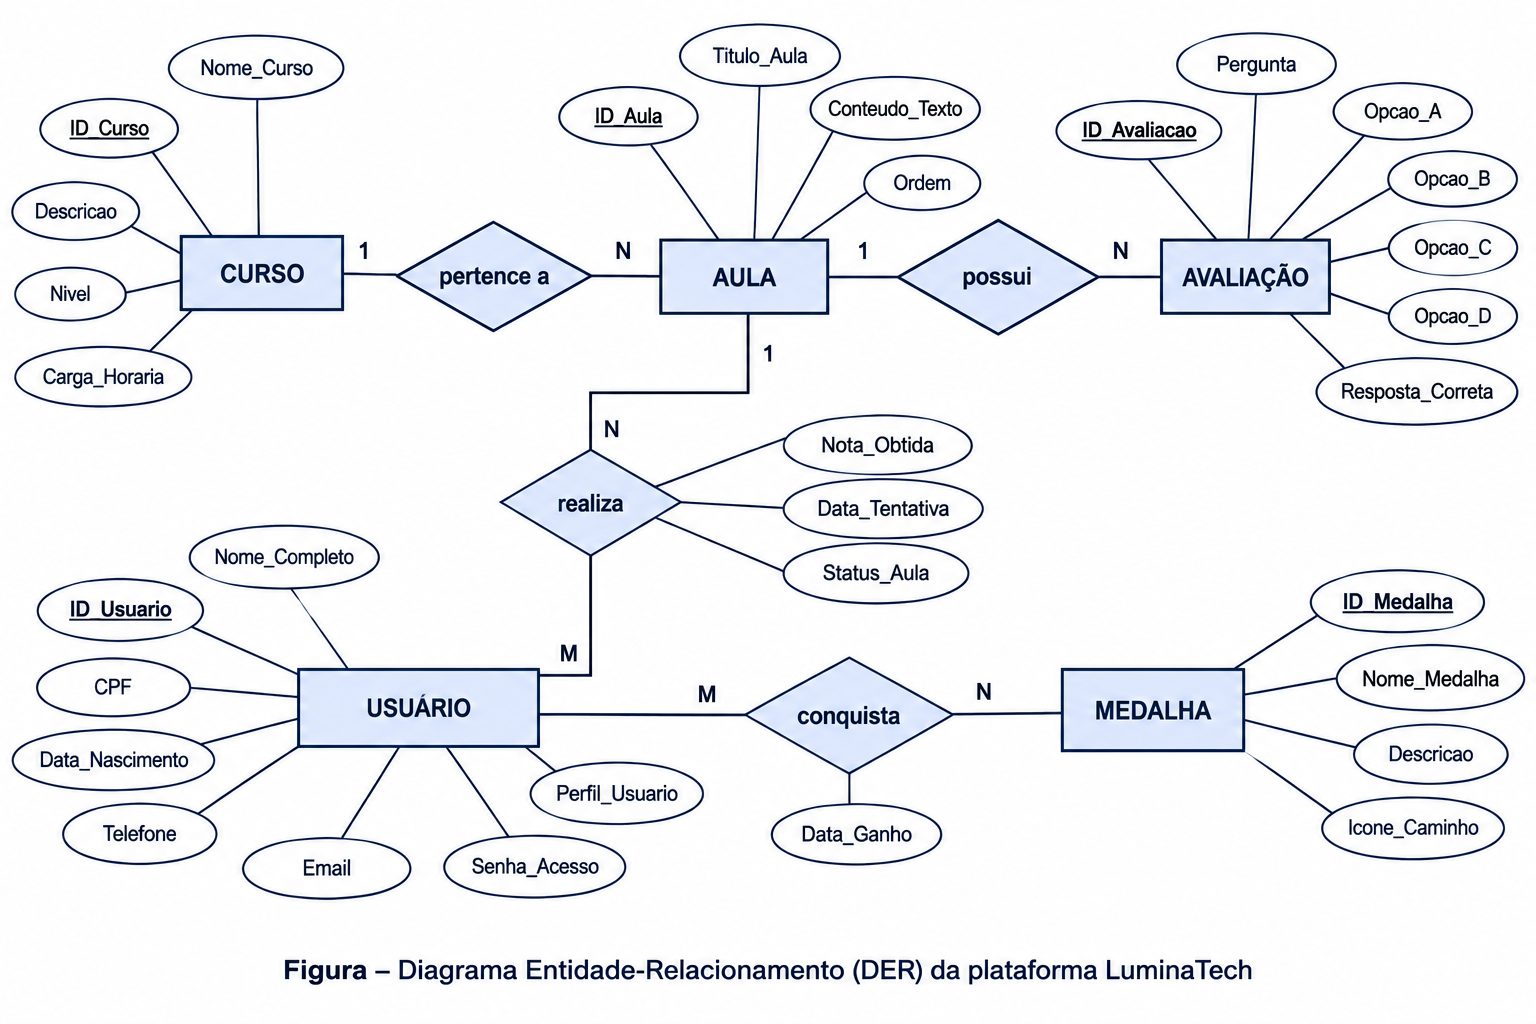 Nome_Curso
ID_Curso
Descricao
Nivel
Carga_Horaria
CURSO
1
pertence a
N
Titulo_Aula
ID_Aula
Conteudo_Texto
Ordem
AULA
1
possui
N
Pergunta
ID_Avaliacao
Opcao_A
Opcao_B
Opcao_C
Opcao_D
Resposta_Correta
AVALIAÇÃO
1
N
realiza
Nota_Obtida
Data_Tentativa
Status_Aula
M
Nome_Completo
ID_Usuario
CPF
Data_Nascimento
Telefone
Email
Senha_Acesso
Perfil_Usuario
USUÁRIO
M
conquista
N
Data_Ganho
MEDALHA
ID_Medalha
Nome_Medalha
Descricao
Icone_Caminho
Figura – Diagrama Entidade-Relacionamento (DER) da plataforma LuminaTech